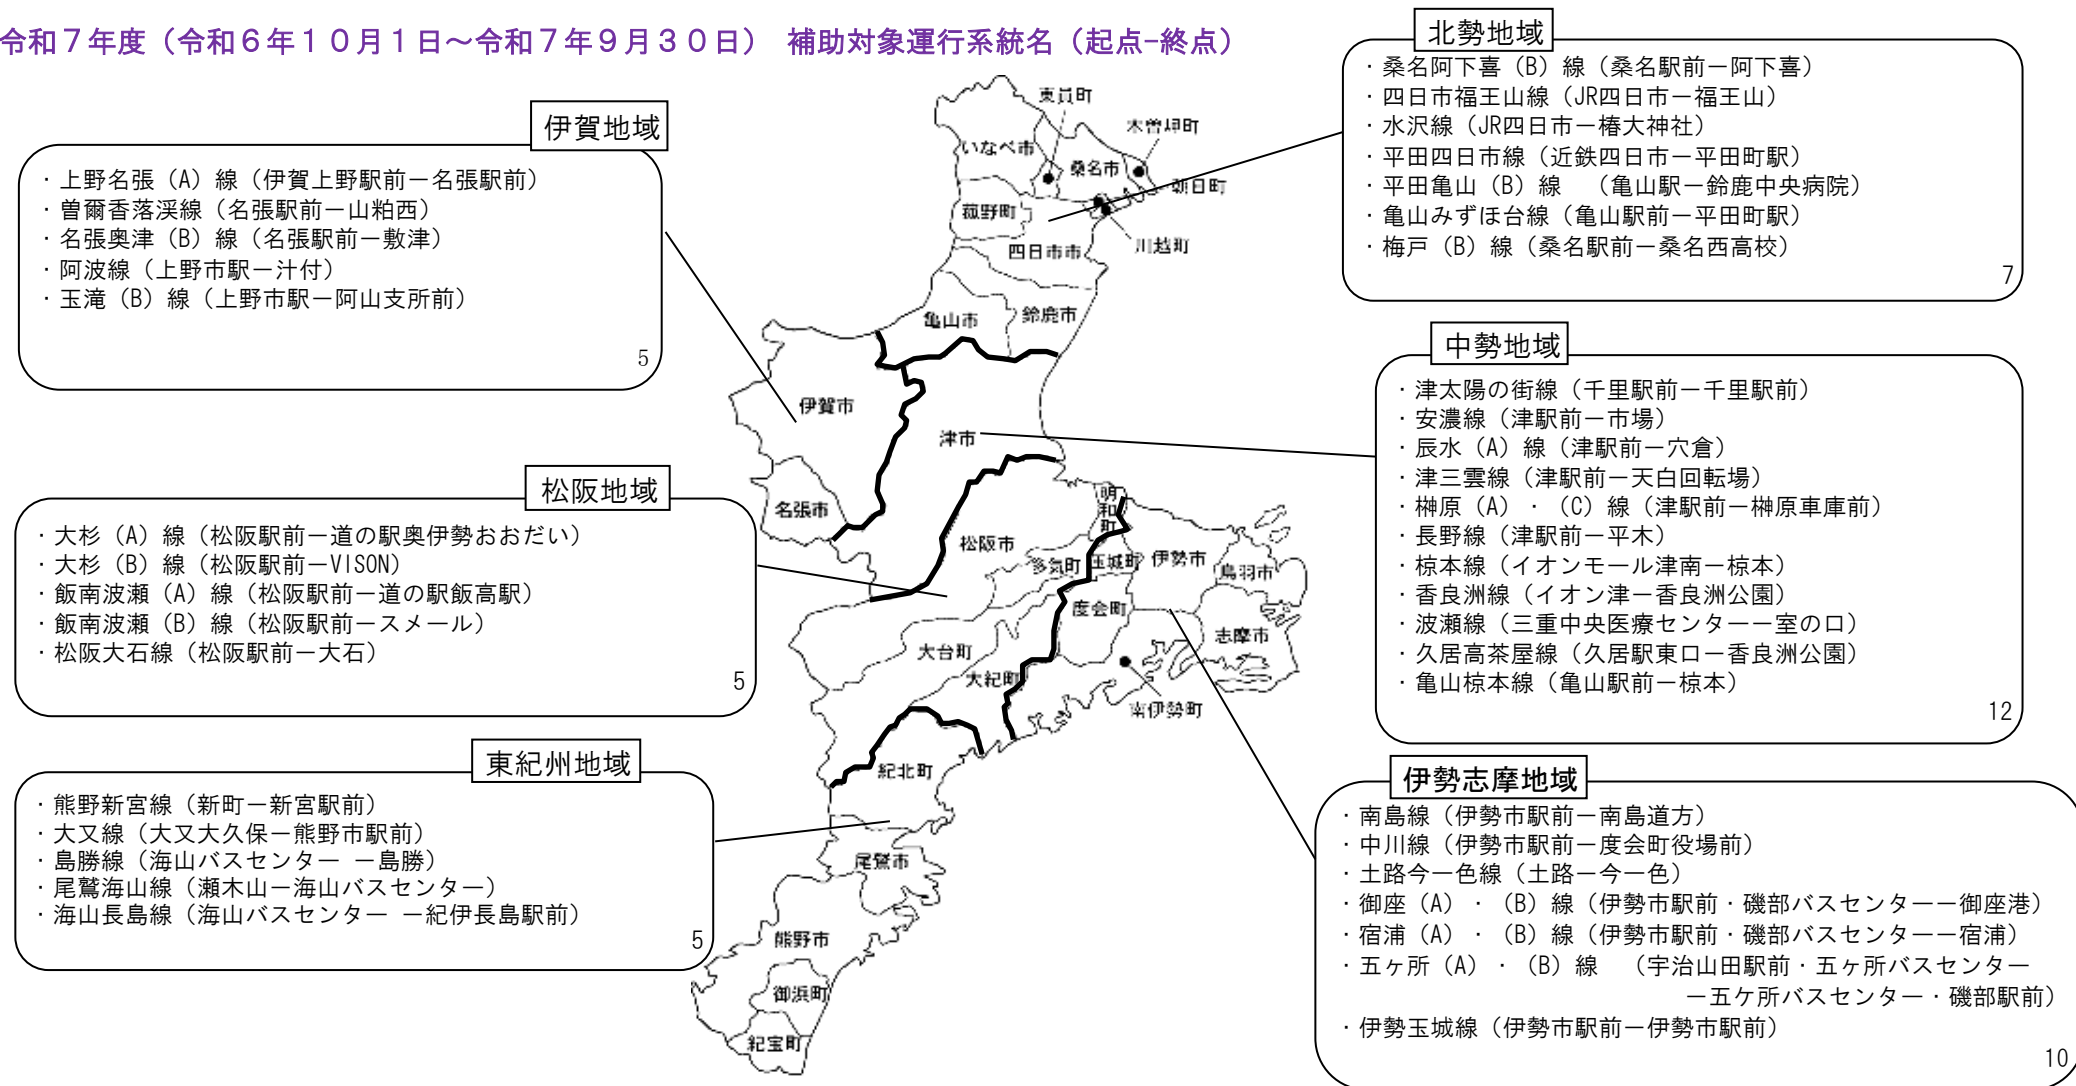 令和７年度（令和６年１０月１日～令和７年９月３０日） 補助対象運行系統名（起点-終点）
伊賀地域
・上野名張（A）線（伊賀上野駅前ー名張駅前）
・曽爾香落渓線（名張駅前ー山粕西）
・名張奥津（B）線（名張駅前ー敷津）
・阿波線（上野市駅ー汁付）
・玉滝（B）線（上野市駅ー阿山支所前）
5
松阪地域
・大杉（A）線（松阪駅前ー道の駅奥伊勢おおだい）
・大杉（B）線（松阪駅前ーVISON）
・飯南波瀬（A）線（松阪駅前ー道の駅飯高駅）
・飯南波瀬（B）線（松阪駅前ースメール）
・松阪大石線（松阪駅前ー大石）
5
東紀州地域
・熊野新宮線（新町ー新宮駅前）
・大又線（大又大久保ー熊野市駅前）
・島勝線（海山バスセンター ー島勝）
・尾鷲海山線（瀬木山ー海山バスセンター）
・海山長島線（海山バスセンター ー紀伊長島駅前）
5
東員町
木曽岬町
いなべ市
桑名市
朝日町
菰野町
川越町
四日市市
亀山市
鈴鹿市
伊賀市
津市
名張市
明和町
松阪市
多気町
玉城町
伊勢市
鳥羽市
度会町
志摩市
大台町
大紀町
南伊勢町
紀北町
尾鷲市
熊野市
御浜町
紀宝町
北勢地域
・桑名阿下喜（B）線（桑名駅前ー阿下喜）
・四日市福王山線（JR四日市ー福王山）
・水沢線（JR四日市ー椿大神社）
・平田四日市線（近鉄四日市ー平田町駅）
・平田亀山（B）線 （亀山駅ー鈴鹿中央病院）
・亀山みずほ台線（亀山駅前ー平田町駅）
・梅戸（B）線（桑名駅前ー桑名西高校）
7
中勢地域
・津太陽の街線（千里駅前ー千里駅前）
・安濃線（津駅前ー市場）
・辰水（A）線（津駅前ー穴倉）
・津三雲線（津駅前ー天白回転場）
・榊原（A）・（C）線（津駅前ー榊原車庫前）
・長野線（津駅前ー平木）
・椋本線（イオンモール津南ー椋本）
・香良洲線（イオン津ー香良洲公園）
・波瀬線（三重中央医療センターー室の口）
・久居高茶屋線（久居駅東口ー香良洲公園）
・亀山椋本線（亀山駅前ー椋本）
12
伊勢志摩地域
・南島線（伊勢市駅前ー南島道方）
・中川線（伊勢市駅前ー度会町役場前）
・土路今一色線（土路ー今一色）
・御座（A）・（B）線（伊勢市駅前・磯部バスセンターー御座港）
・宿浦（A）・（B）線（伊勢市駅前・磯部バスセンターー宿浦）
・五ヶ所（A）・（B）線 （宇治山田駅前・五ヶ所バスセンター
ー五ケ所バスセンター・磯部駅前）
・伊勢玉城線（伊勢市駅前ー伊勢市駅前）
10